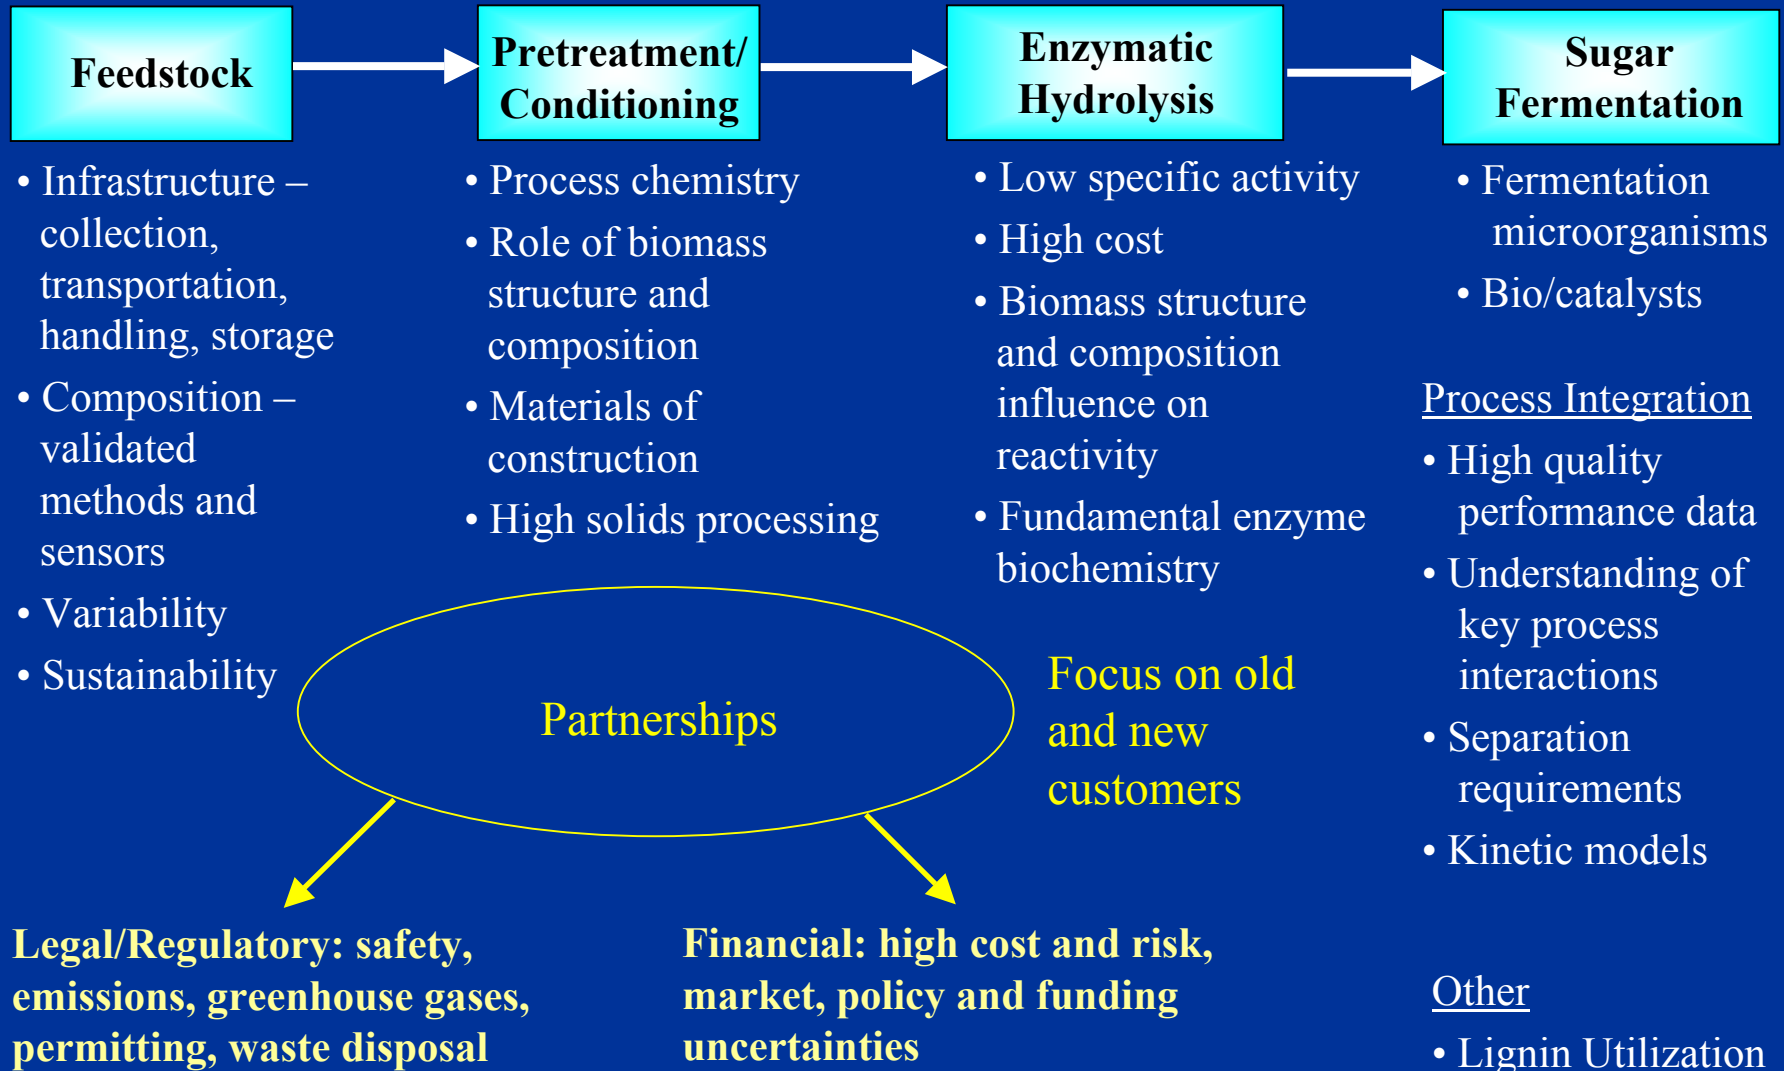 Feedstock
Pretreatment/
Conditioning
Enzymatic
Hydrolysis
Sugar
Fermentation
• Infrastructure –
collection,
transportation,
handling, storage
• Composition –
validated
methods and
sensors
• Variability
• Sustainability
• Process chemistry
• Role of biomass
structure and
composition
• Materials of
construction
• High solids processing
• Low specific activity
• High cost
• Biomass structure
and composition
influence on
reactivity
• Fundamental enzyme
biochemistry
• Fermentation
microorganisms
• Bio/catalysts
Process Integration
• High quality
performance data
• Understanding of
key process
interactions
• Separation
requirements
• Kinetic models
Partnerships
Focus on old
and new
customers
Legal/Regulatory: safety,
emissions, greenhouse gases,
permitting, waste disposal
Financial: high cost and risk,
market, policy and funding
uncertainties
Other
• Lignin Utilization